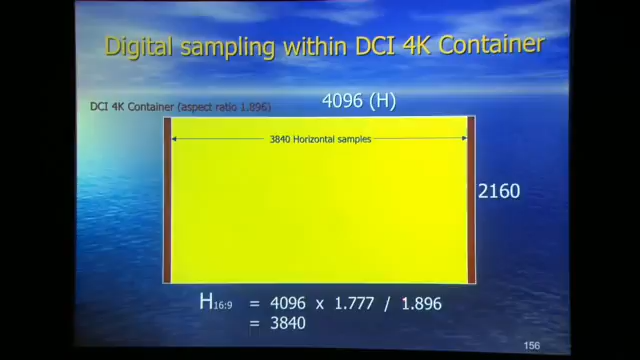 Digital sampling within DCI 4K Container
4096 (H)
DCI 4K Container (aspect ratio 1.896)
3840 Horizontal samples
2160
H16:9 = 4096 x 1.777 / 1.896
= 3840
156